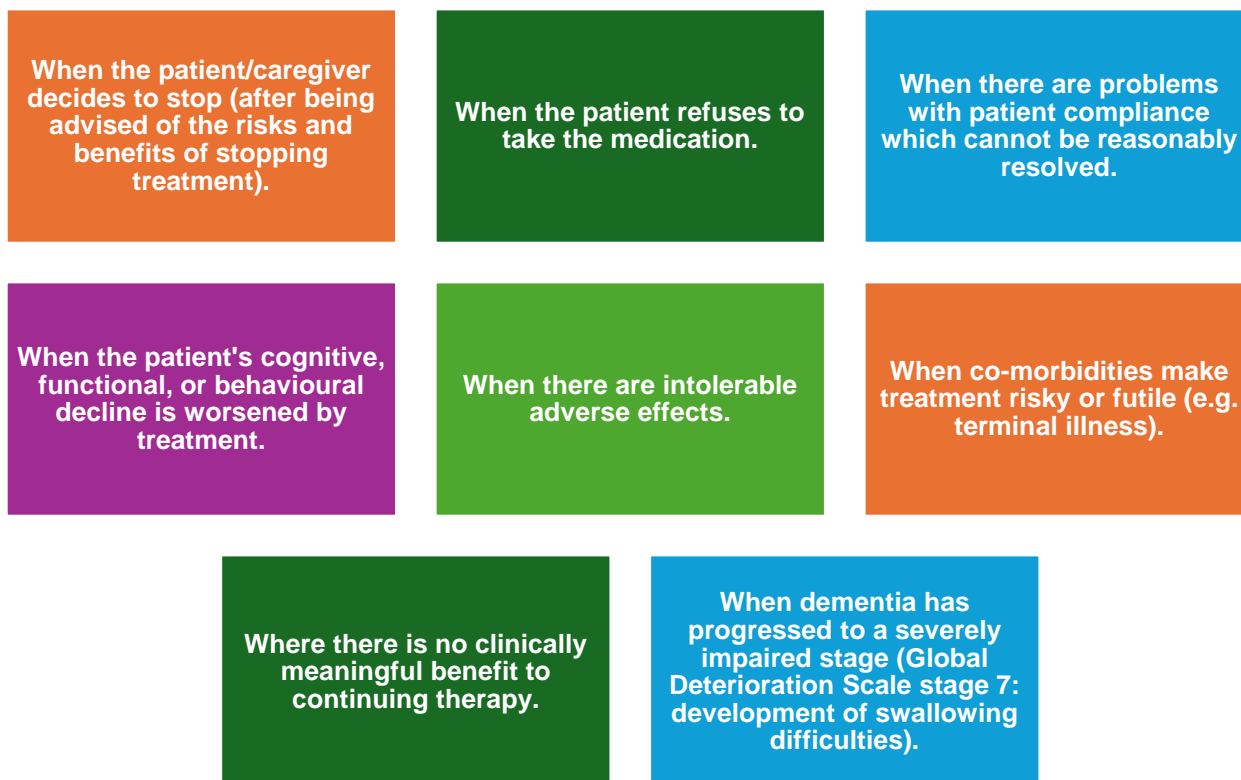 When the patient/caregiver
decides to stop (after being
advised of the risks and
benefits of stopping
treatment).
When the patient refuses to
take the medication.
When there are problems
with patient compliance
which cannot be reasonably
resolved.
When the patient's cognitive,
functional, or behavioural
decline is worsened by
treatment.
When there are intolerable
adverse effects.
When co-morbidities make
treatment risky or futile (e.g.
terminal illness).
Where there is no clinically
meaningful benefit to
continuing therapy.
When dementia has
progressed to a severely
impaired stage (Global
Deterioration Scale stage 7:
development of swallowing
difficulties).